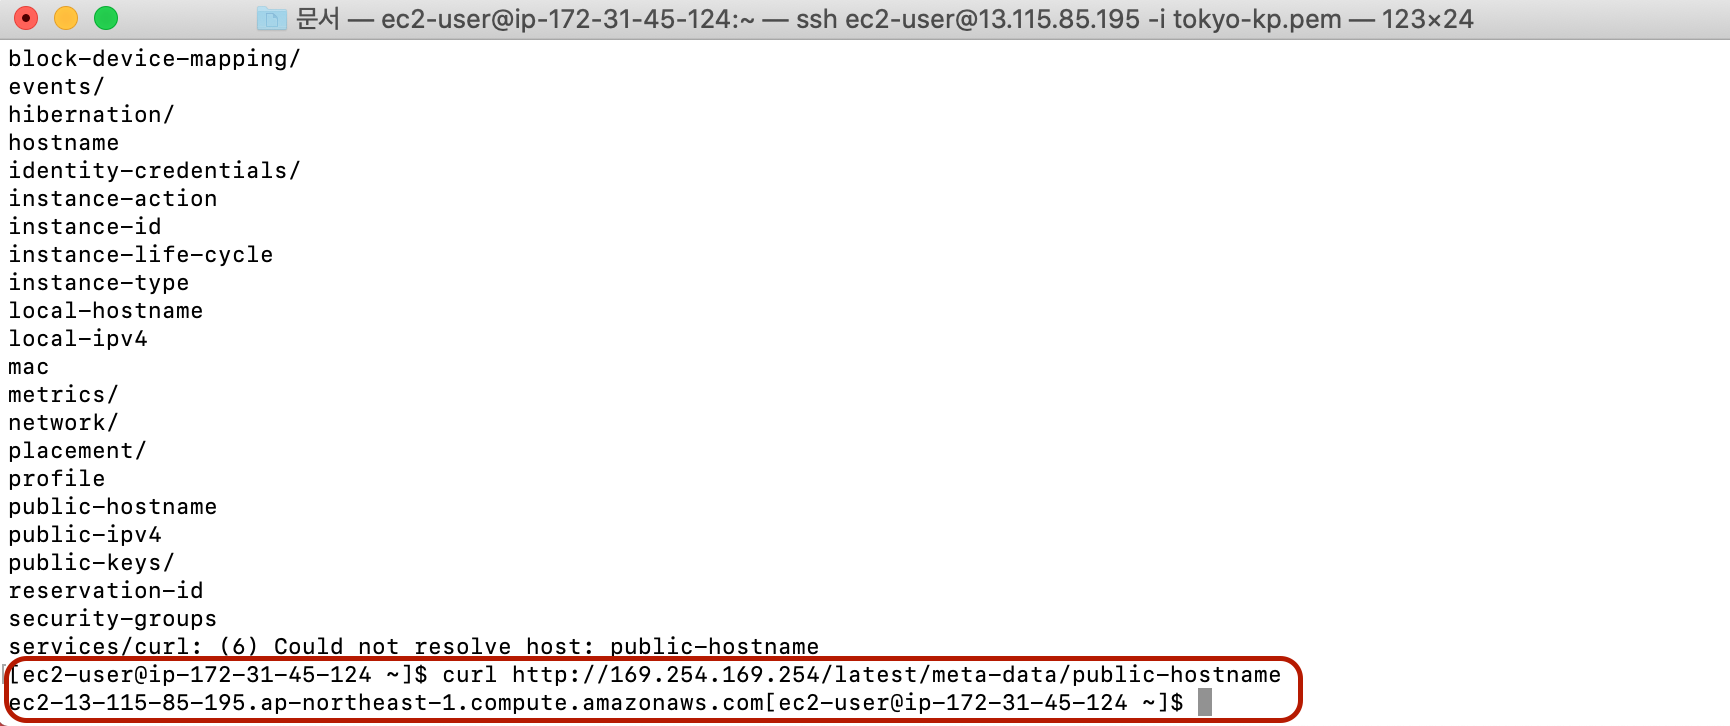 문서 — ec2-user@ip-172-31-45-124:~ — ssh ec2-user@13.115.85.195 -i tokyo-kp.pem — 123×24
block-device-mapping/
events/
hibernation/
hostname
identity-credentials/
instance-action
instance-id
instance-life-cycle
instance-type
local-hostname
local-ipv4
mac
metrics/
network/
placement/
profile
public-hostname
public-ipv4
public-keys/
reservation-id
security-groups
services/curl: (6) Could not resolve host: public-hostname
[ec2-user@ip-172-31-45-124 ~]$ curl http://169.254.169.254/latest/meta-data/public-hostname
ec2-13-115-85-195.ap-northeast-1.compute.amazonaws.com[ec2-user@ip-172-31-45-124 ~]$